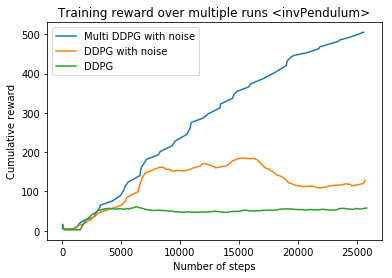 Training reward over multiple runs <invPendulum>
Multi DDPG with noise
DDPG with noise
DDPG
Cumulative reward
500
400
300
200
100
0
0 5000 10000 15000 20000 25000
Number of steps